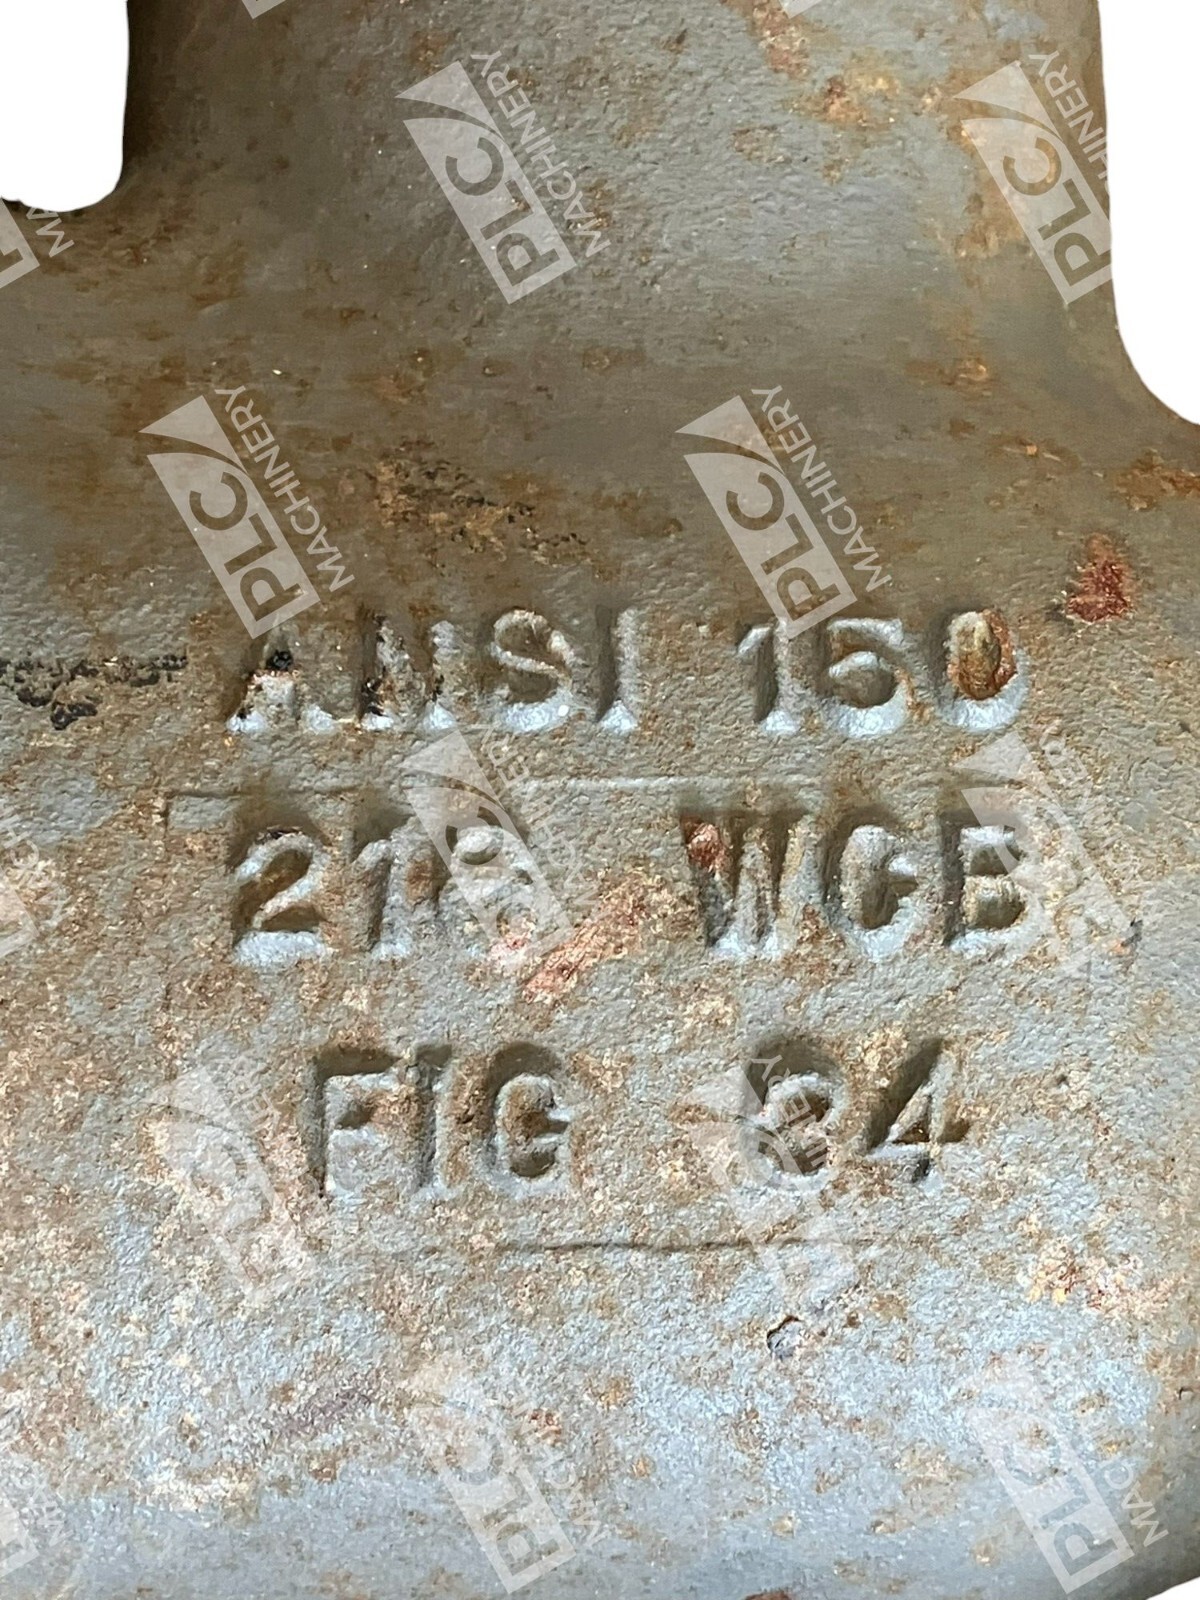 ANSI 150
216 WCB
FIG 84
PLC MACHINERY